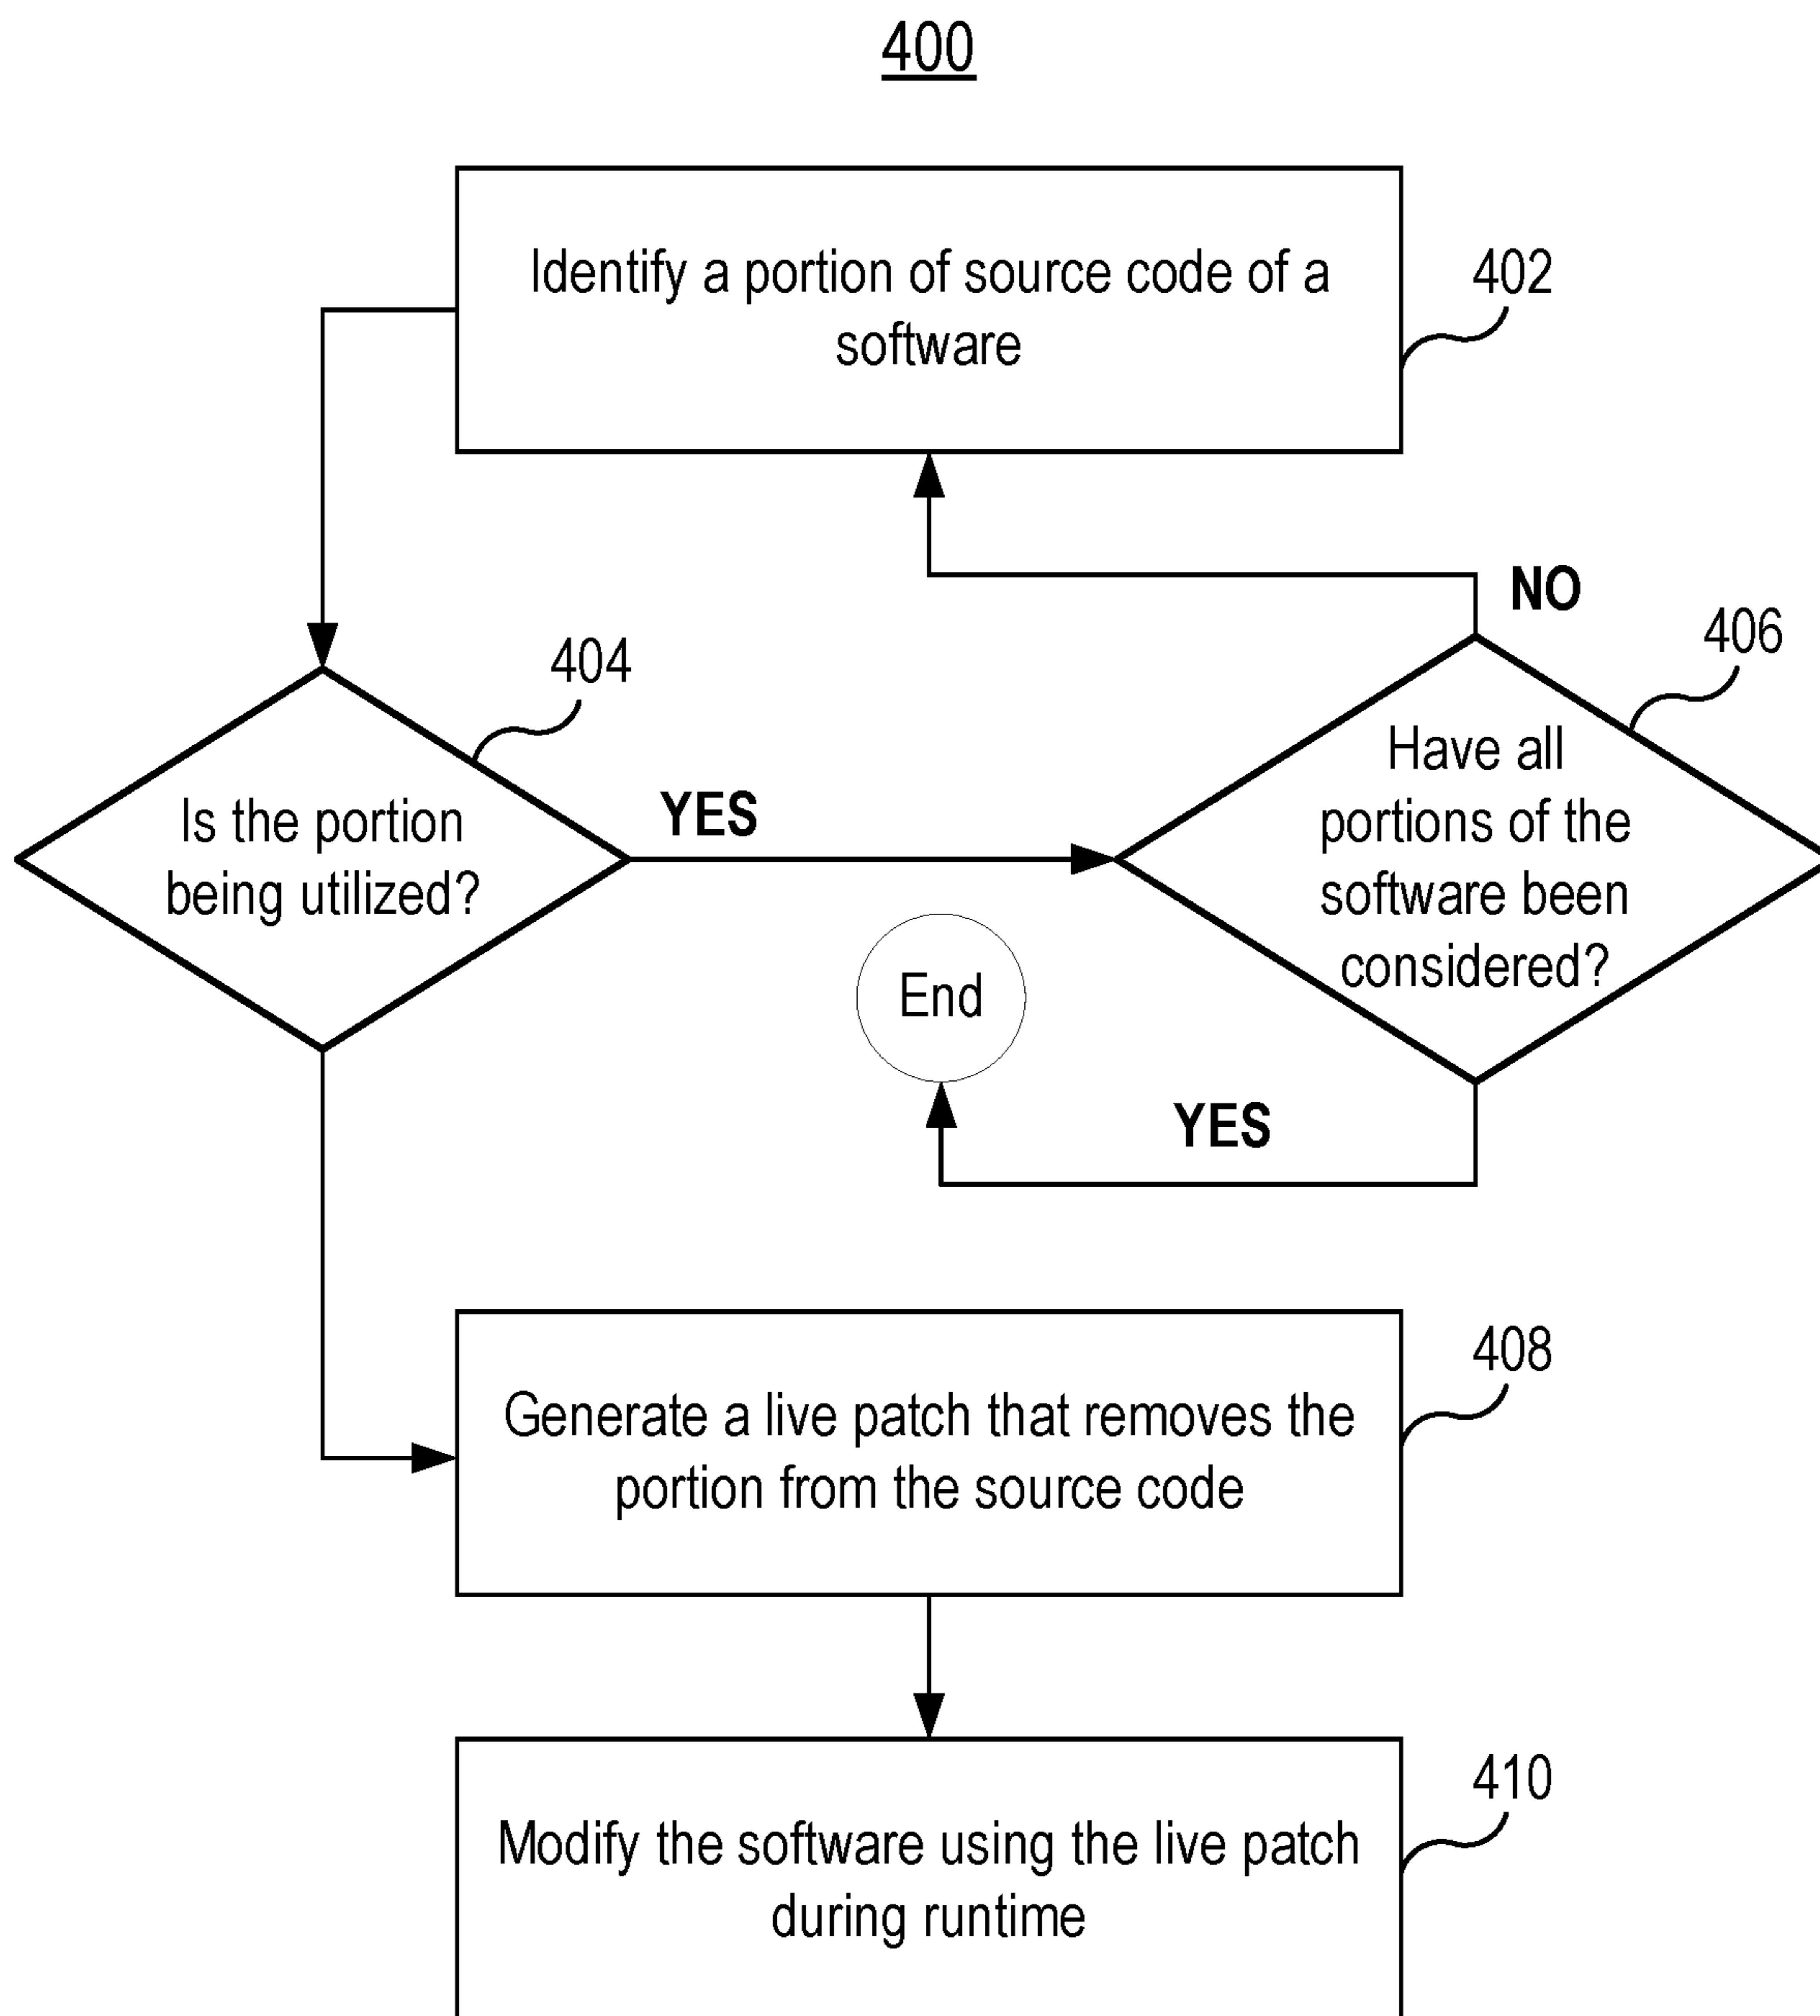 400
Identify a portion of source code of a
software
402
NO
404
406
Is the portion
being utilized?
YES
Have all
portions of the
software been
considered?
End
YES
Generate a live patch that removes the
portion from the source code
408
Modify the software using the live patch
during runtime
410